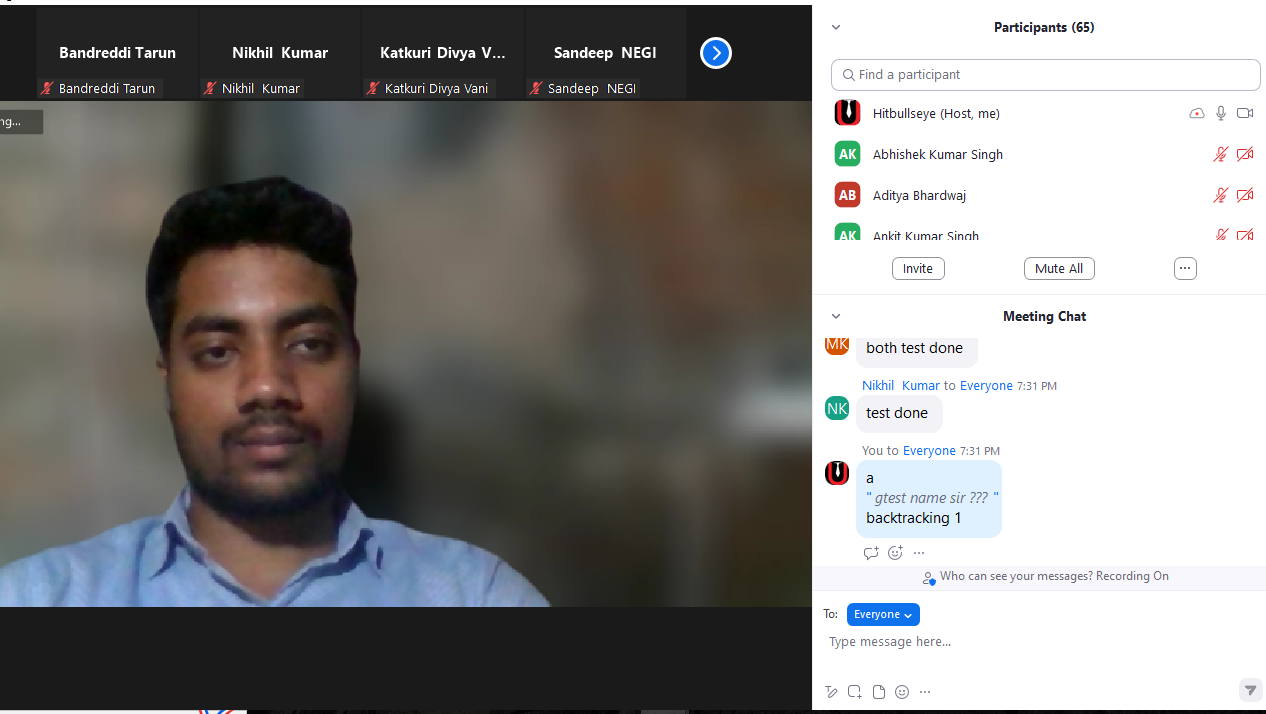 Bandreddi Tarun
Nikhil Kumar
Katkuri Divya V...
Sandeep NEGI
Bandreddi Tarun
Nikhil Kumar
Katkuri Divya Vani
Sandeep NEGI
ng...
Participants (65)
Find a participant
Hitbullseye (Host, me)
AK Abhishek Kumar Singh
AB Aditya Bhardwaj
AK Ankit Kumar Singh
Invite
Mute All
...
Meeting Chat
MK both test done
Nikhil Kumar to Everyone 7:31 PM
NK test done
You to Everyone 7:31 PM
a
" gtest name sir ??? "
backtracking 1
...
Who can see your messages? Recording On
To: Everyone
Type message here...
...